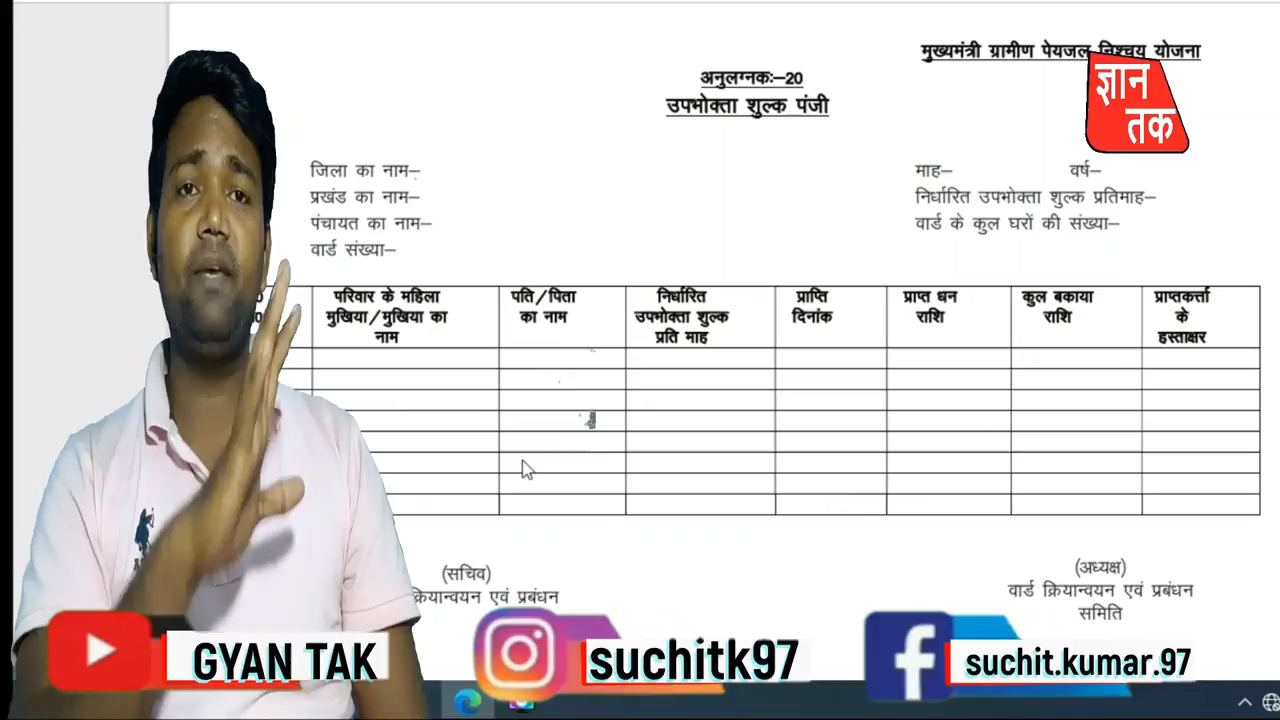 मुख्यमंत्री ग्रामीण पेयजल निश्चय योजना
ज्ञान
तक
अनुलग्नकः–20
उपभोक्ता शुल्क पंजी
जिला का नाम–
प्रखंड का नाम–
पंचायत का नाम–
वार्ड संख्या–
माह– वर्ष–
निर्धारित उपभोक्ता शुल्क प्रतिमाह–
वार्ड के कुल घरों की संख्या–
परिवार के महिला
मुखिया/मुखिया का
नाम
पति/पिता
का नाम
निर्धारित
उपभोक्ता शुल्क
प्रति माह
प्राप्ति
दिनांक
प्राप्त धन
राशि
कुल बकाया
राशि
प्राप्तकर्त्ता
के
हस्ताक्षर
(सचिव)
क्रियान्वयन एवं प्रबंधन
(अध्यक्ष)
वार्ड क्रियान्वयन एवं प्रबंधन
समिति
GYAN TAK
suchitk97
suchit.kumar.97